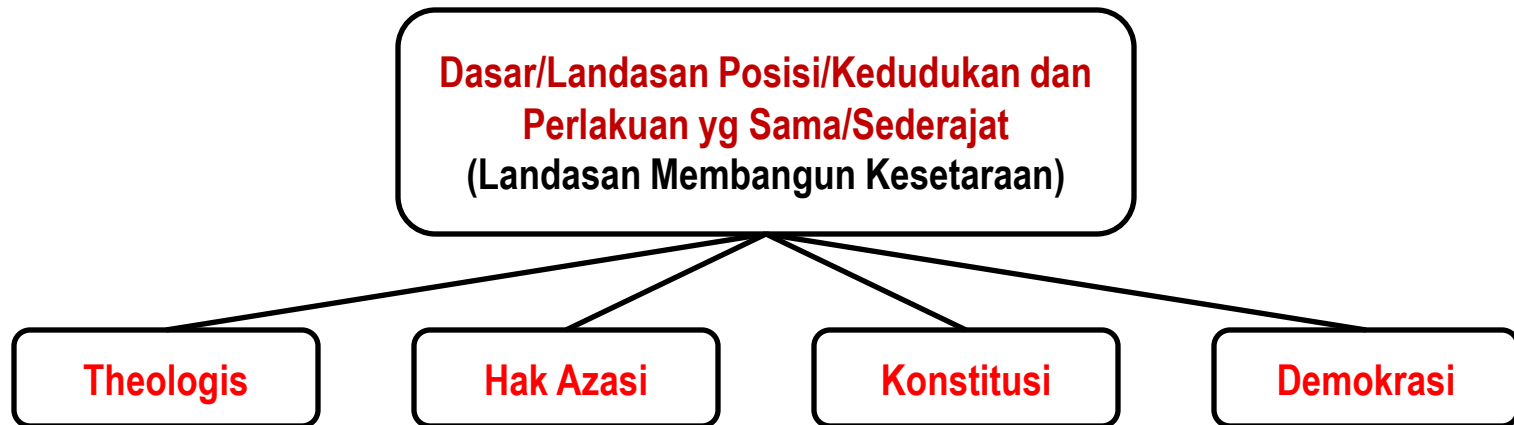 Dasar/Landasan Posisi/Kedudukan dan
Perlakuan yg Sama/Sederajat
(Landasan Membangun Kesetaraan)
Theologis
Hak Azasi
Konstitusi
Demokrasi